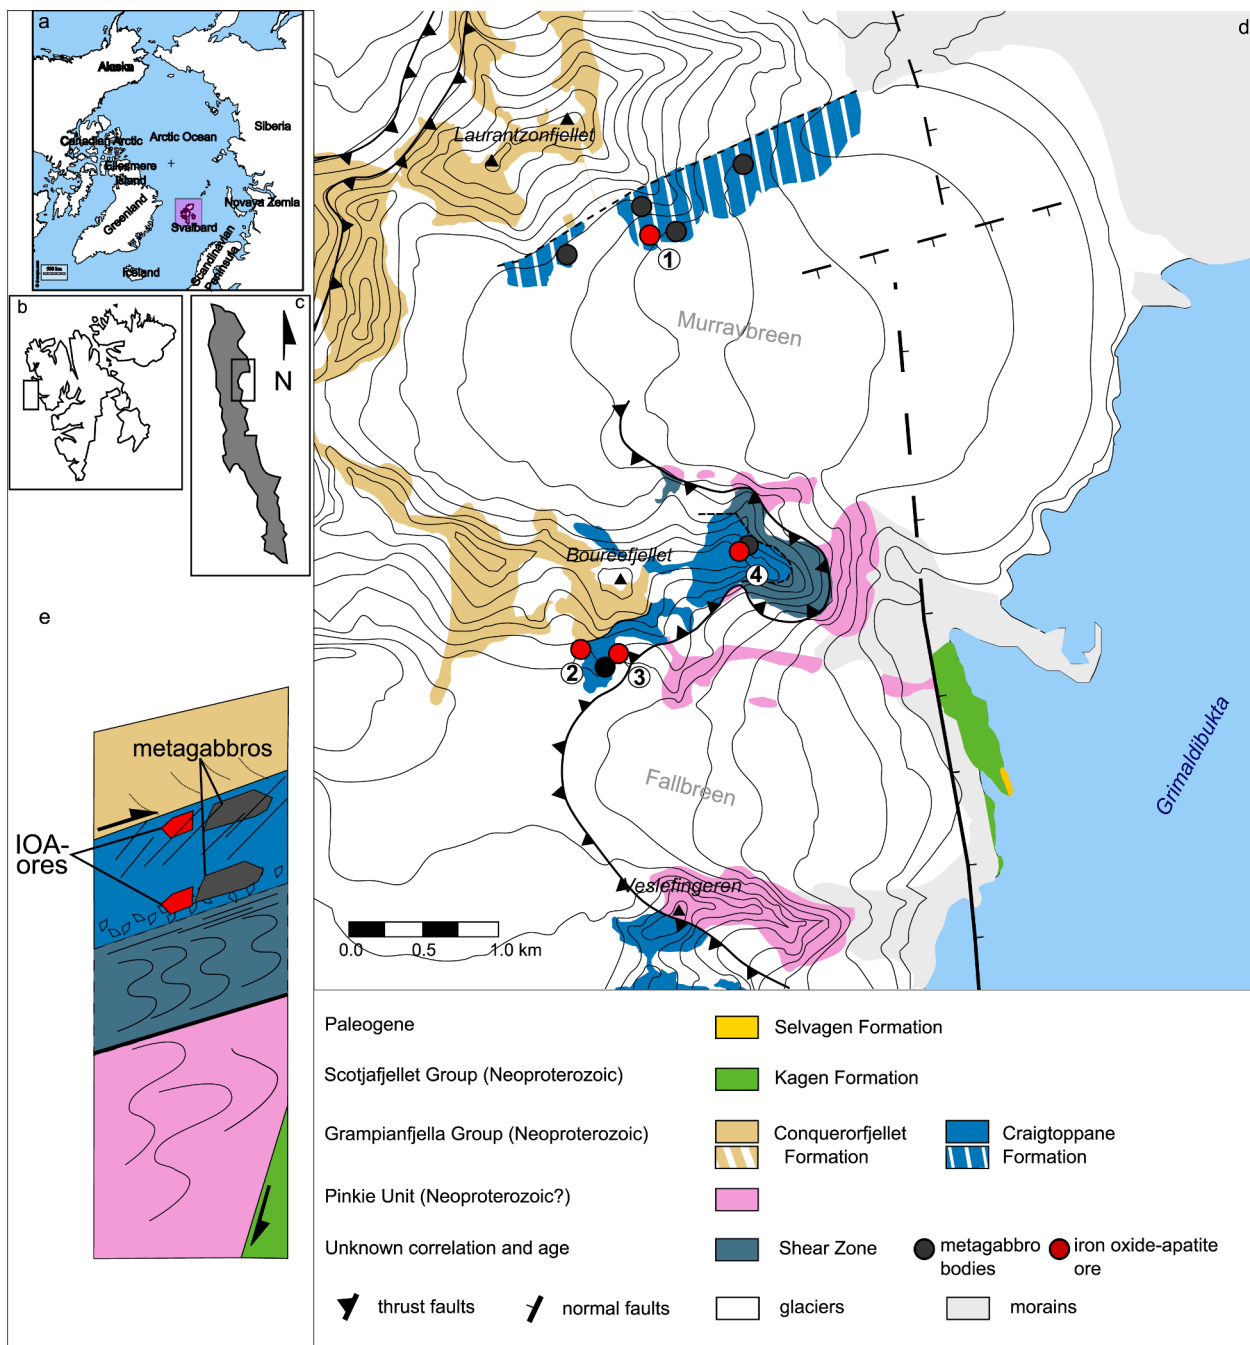 a
Alaska
Siberia
Arctic Ocean
Canadian Arctic
Ellesmere
Island
Novaya Zemla
Greenland
Svalbard
Scandinavian
Peninsula
Iceland
500 km
b
c
N
d
Laurantzonfjellet
1
Murraybreen
Boureefjellet
4
2
3
Grimaldibukta
Fallbreen
Veslefingeren
0.0
0.5
1.0 km
e
metagabbros
IOA-
ores
Paleogene
Selvagen Formation
Scotjafjellet Group (Neoproterozoic)
Kagen Formation
Grampianfjella Group (Neoproterozoic)
Conquerorfjellet
Formation
Craigtoppane
Formation
Pinkie Unit (Neoproterozoic?)
Unknown correlation and age
Shear Zone
metagabbro
bodies
iron oxide-apatite
ore
thrust faults
normal faults
glaciers
morains